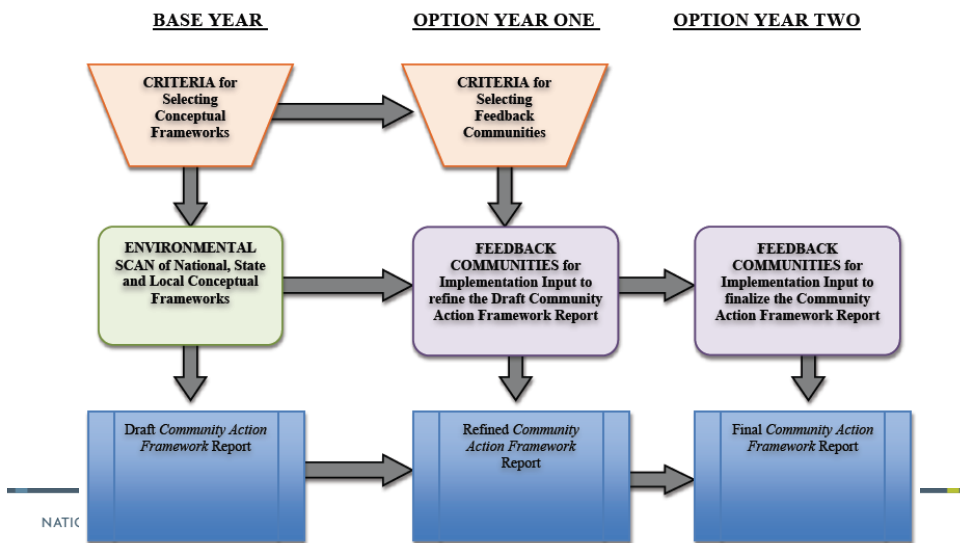 BASE YEAR
OPTION YEAR ONE
OPTION YEAR TWO
CRITERIA for
Selecting
Conceptual
Frameworks
CRITERIA for
Selecting
Feedback
Communities
ENVIRONMENTAL
SCAN of National, State
and Local Conceptual
Frameworks
FEEDBACK
COMMUNITIES for
Implementation Input to
refine the Draft Community
Action Framework Report
FEEDBACK
COMMUNITIES for
Implementation Input to
finalize the Community
Action Framework Report
Draft Community Action
Framework Report
Refined Community
Action Framework
Report
Final Community Action
Framework Report